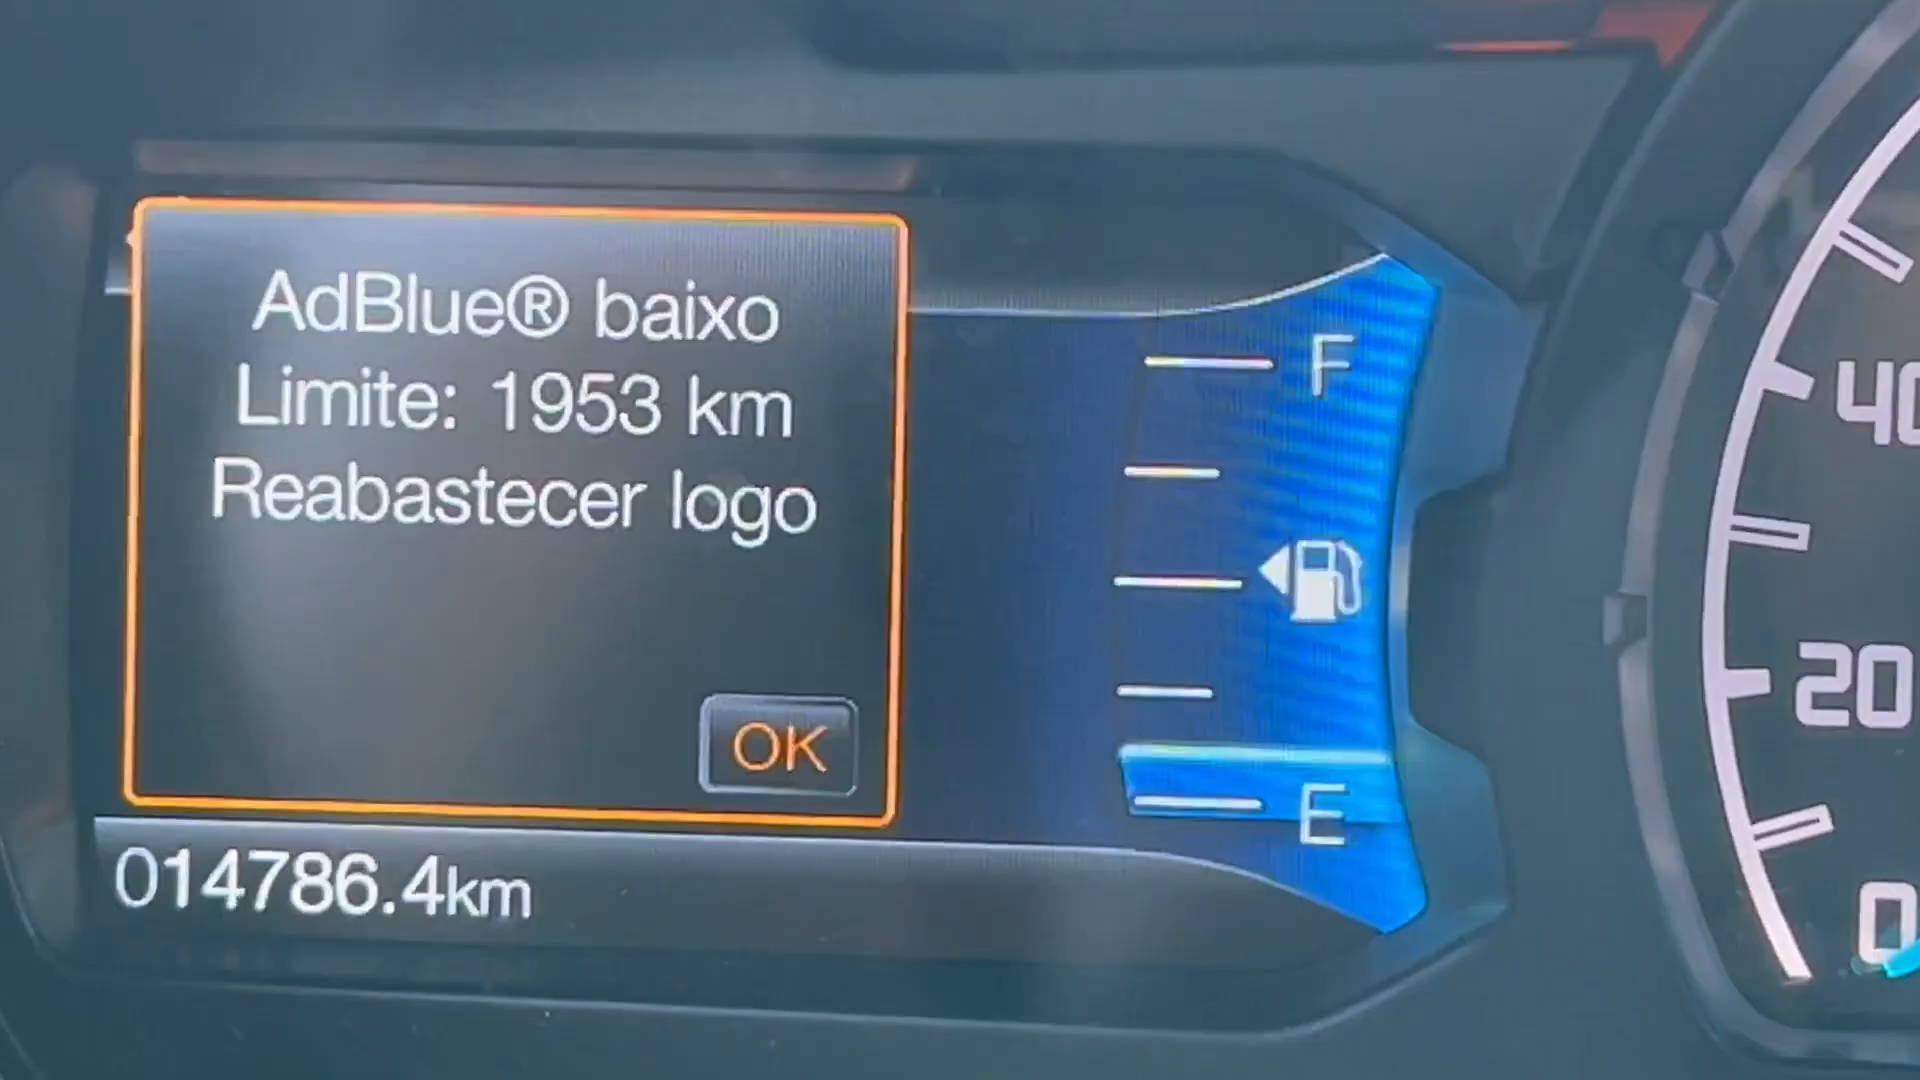 AdBlue® baixo
Limite: 1953 km
Reabastecer logo
OK
014786.4km
F
E
40
20
0